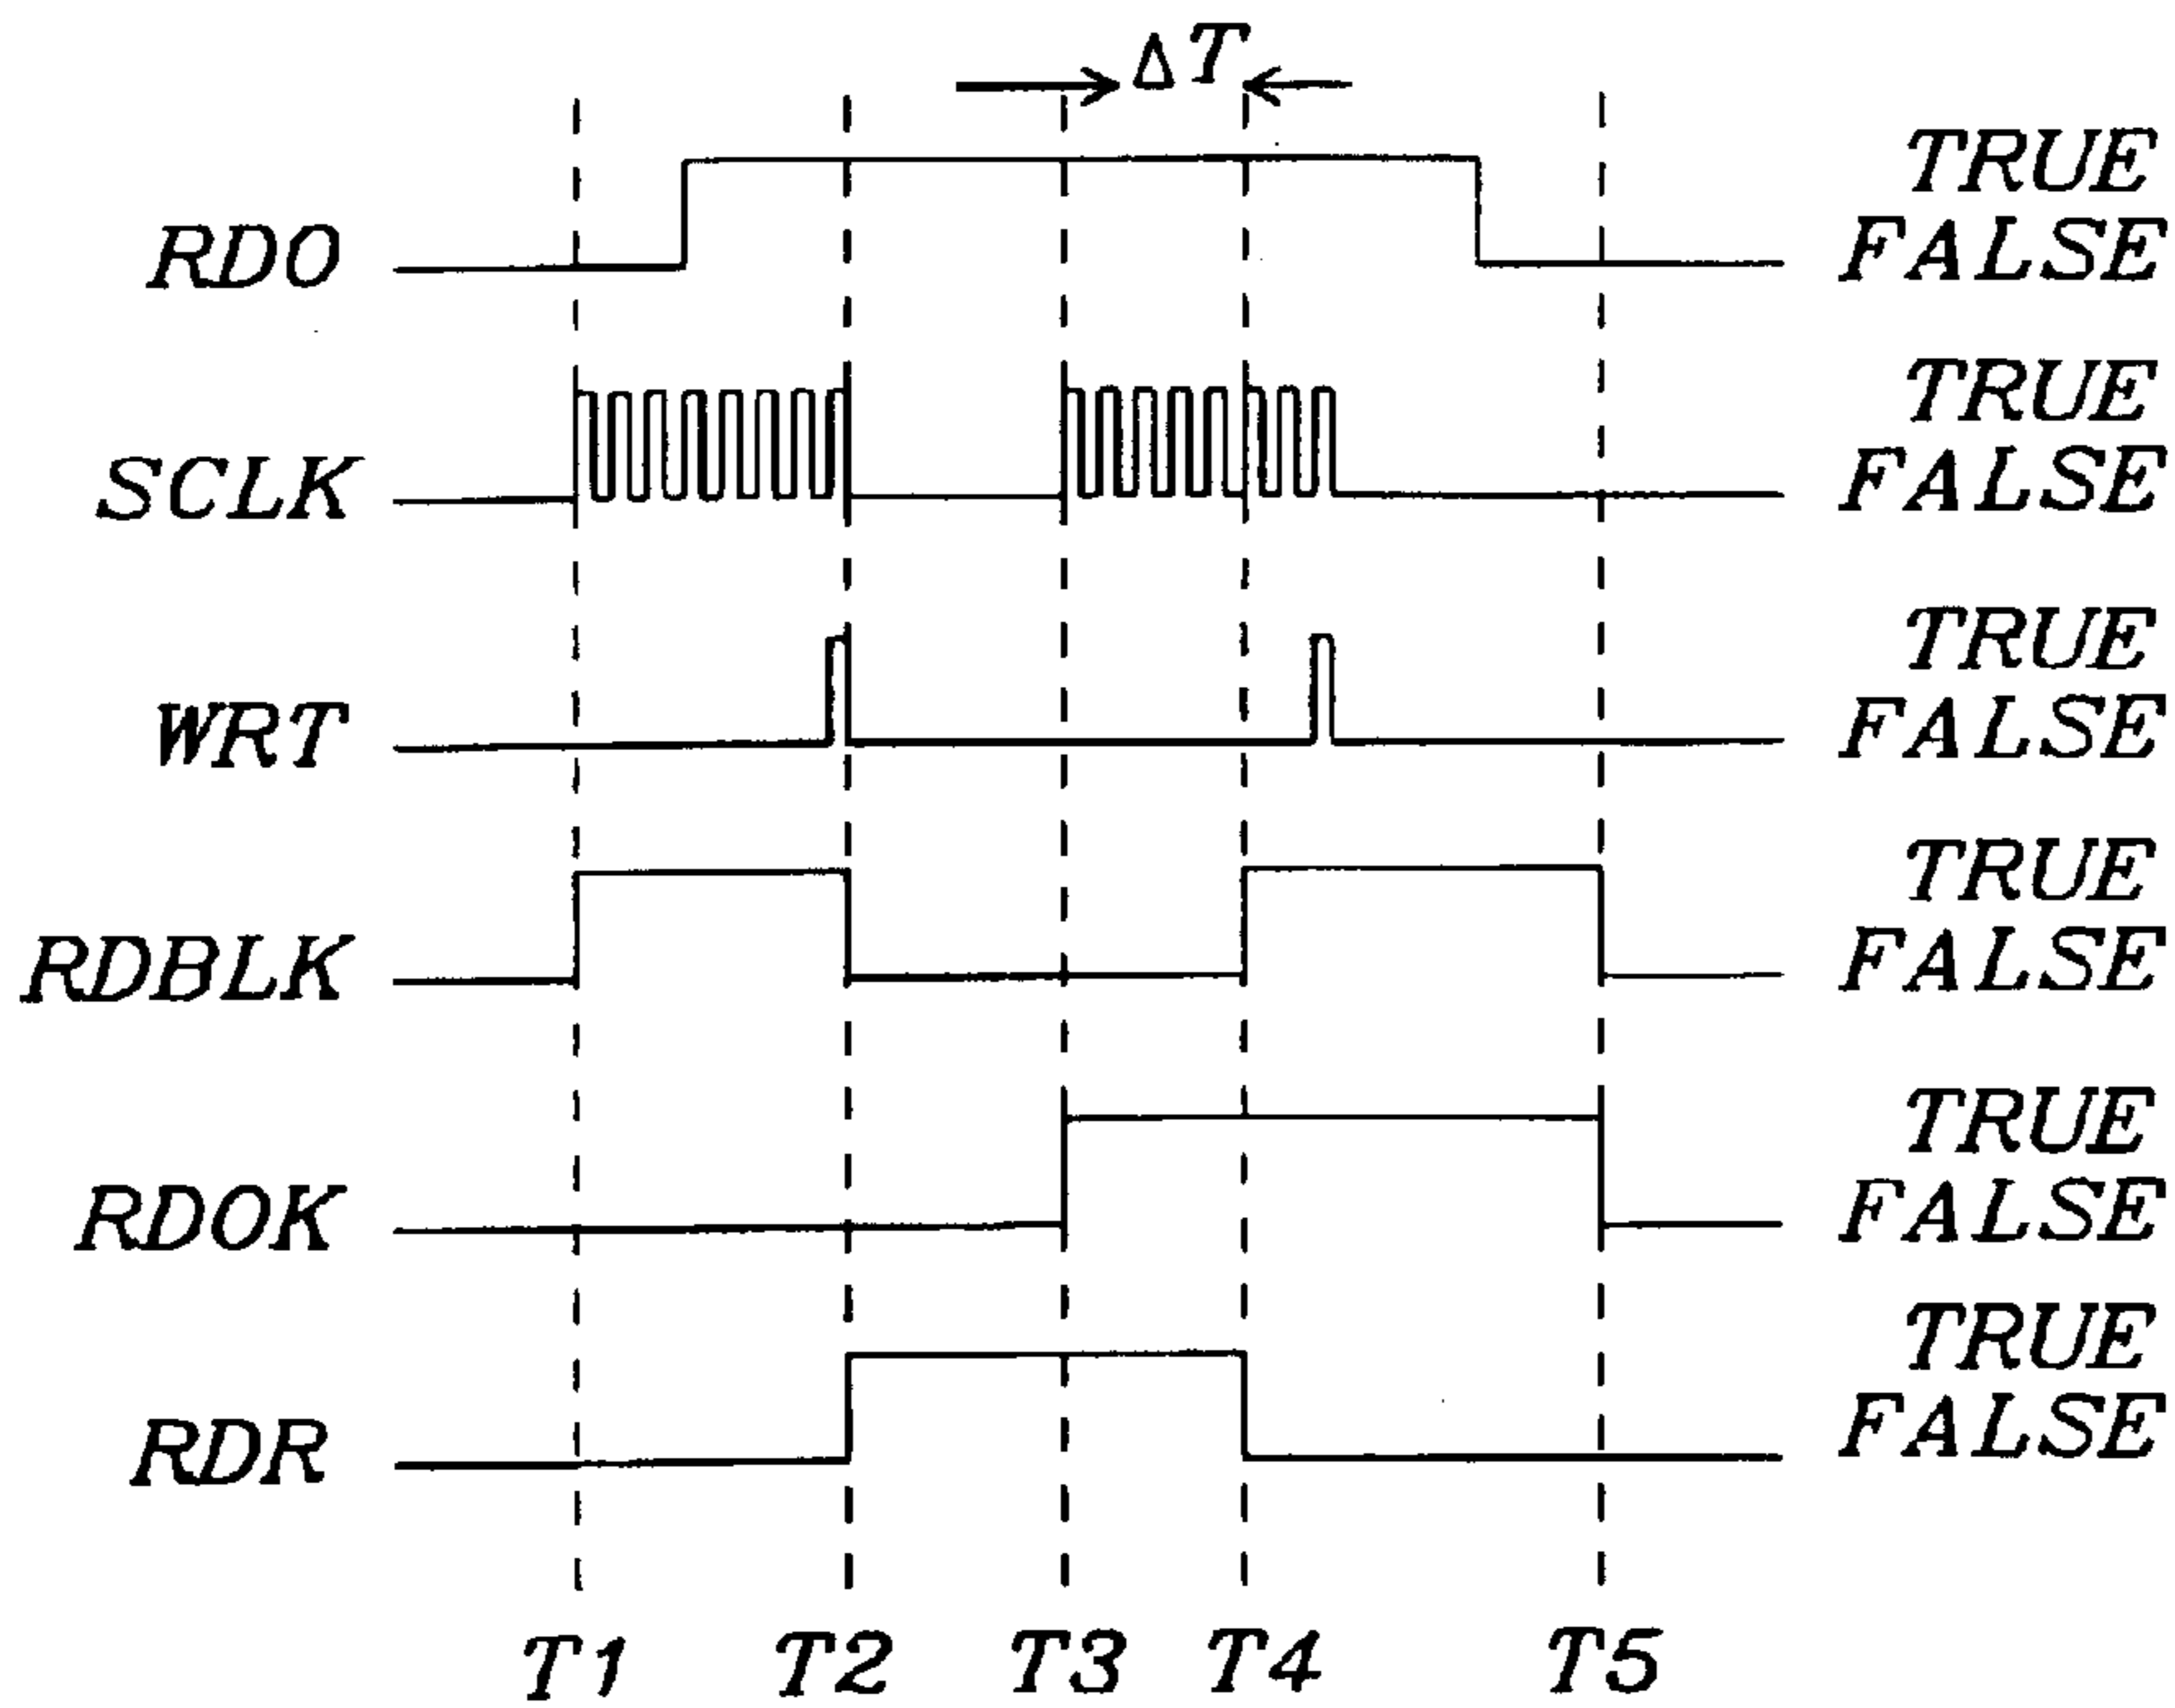 ΔT
TRUE
RDO FALSE
TRUE
SCLK FALSE
TRUE
WRT FALSE
TRUE
RDBLK FALSE
TRUE
RDOK FALSE
TRUE
RDR FALSE
T1 T2 T3 T4 T5